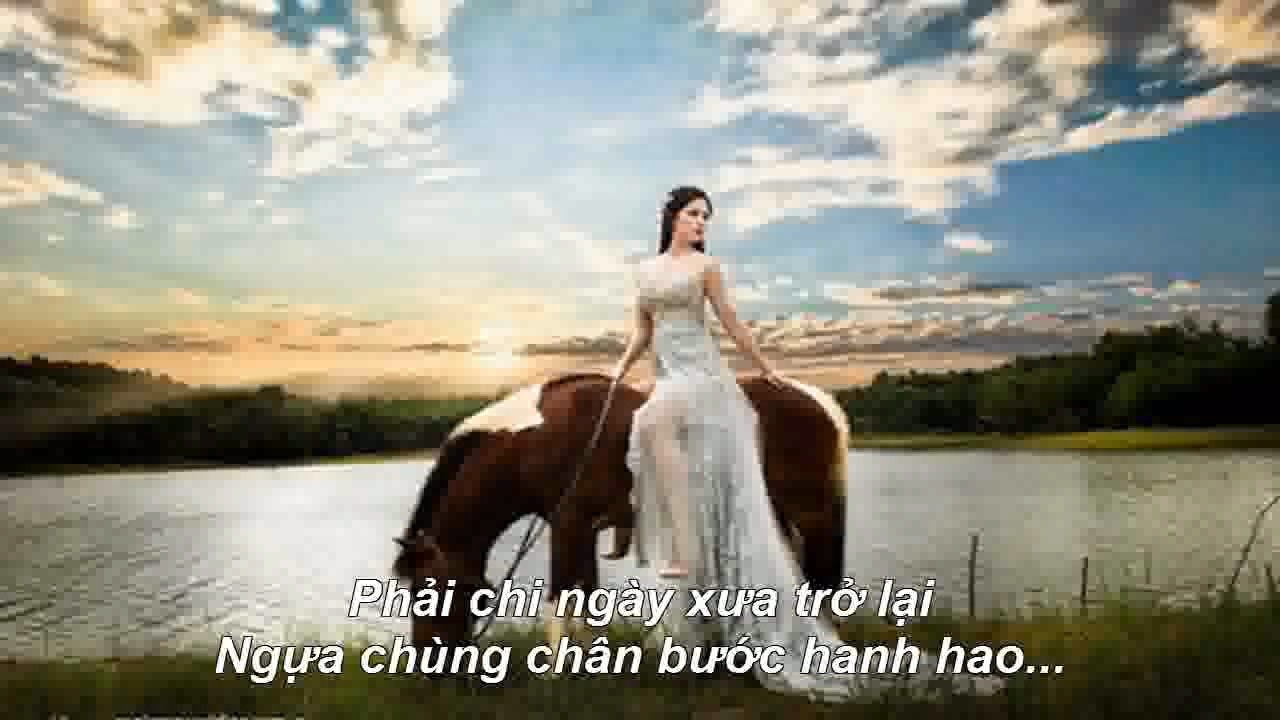 Phải chi ngày xưa trở lại
Ngựa chùng chân bước hanh hao...